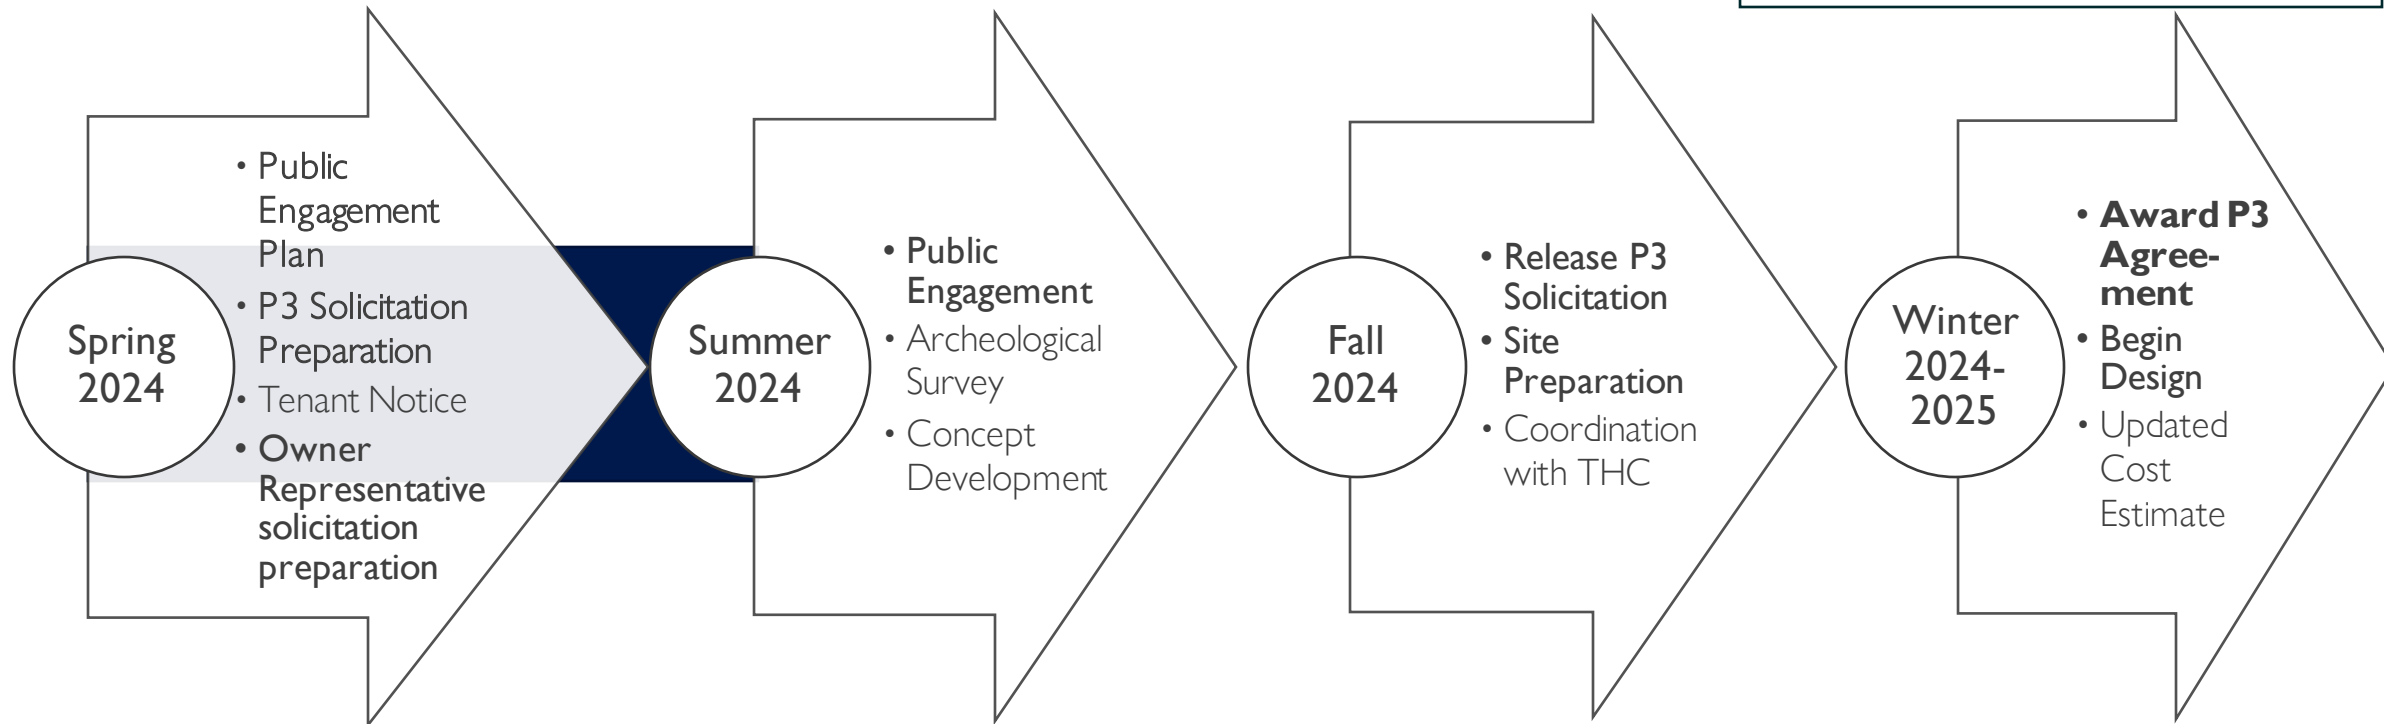 Spring
2024
• Public
Engagement
Plan
• P3 Solicitation
Preparation
• Tenant Notice
• Owner
Representative
solicitation
preparation
Summer
2024
• Public
Engagement
• Archeological
Survey
• Concept
Development
Fall
2024
• Release P3
Solicitation
• Site
Preparation
• Coordination
with THC
Winter
2024-
2025
• Award P3
Agree-
ment
• Begin
Design
• Updated
Cost
Estimate